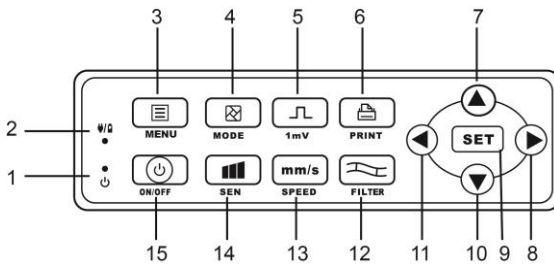 3 4 5 6 7
2
MENU MODE 1mV PRINT
SET
1
mm/s
ON/OFF SEN SPEED FILTER
15 14 13 12 11 10 9 8